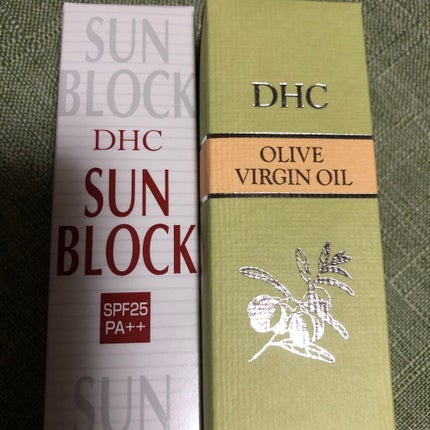 SUN
BLOCK
DHC
SUN
BLOCK
SPF25
PA++
SUN
DHC
OLIVE
VIRGIN OIL